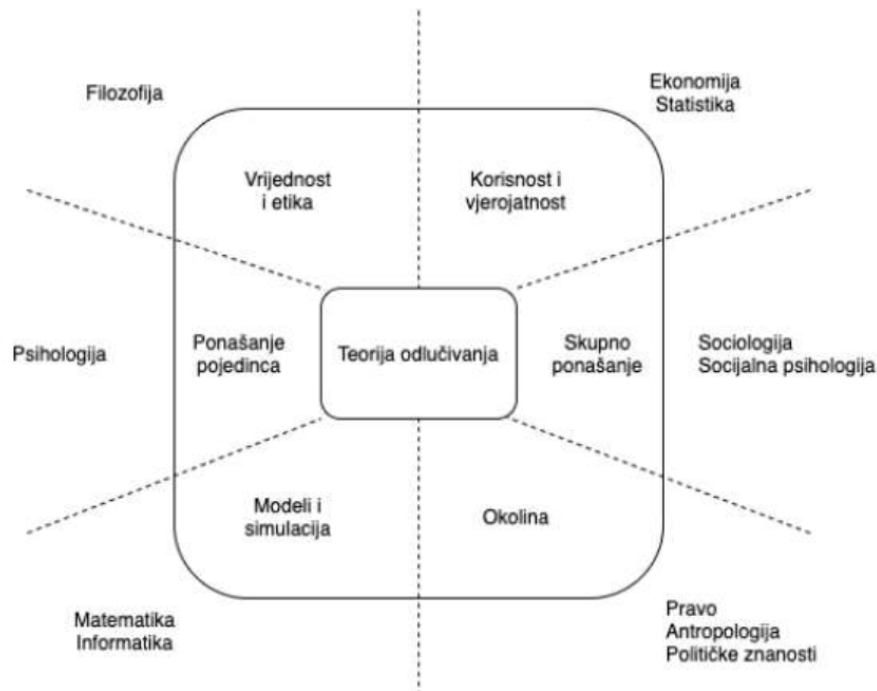 Filozofija
Ekonomija
Statistika
Vrijednost
i etika
Korisnost i
vjerojatnost
Psihologija
Ponašanje
pojedinca
Teorija odlučivanja
Skupno
ponašanje
Sociologija
Socijalna psihologija
Modeli i
simulacija
Okolina
Matematika
Informatika
Pravo
Antropologija
Političke znanosti